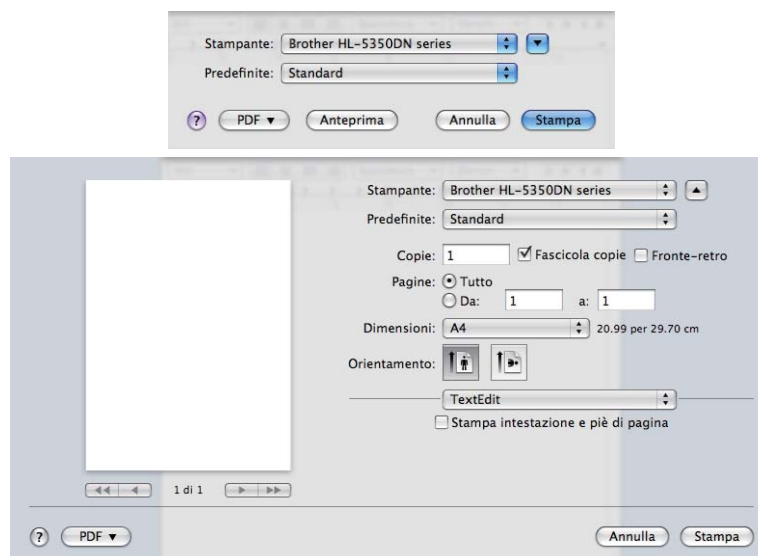 Stampante: Brother HL-5350DN series
Predefinite: Standard
? PDF ▼ Anteprima Annulla Stampa
Stampante: Brother HL-5350DN series
Predefinite: Standard
Copie: 1 Fascicola copie Fronte-retro
Pagine: Tutto
Da: 1 a: 1
Dimensioni: A4 20.99 per 29.70 cm
Orientamento:
TextEdit
Stampa intestazione e piè di pagina
1 di 1
? PDF ▼ Annulla Stampa